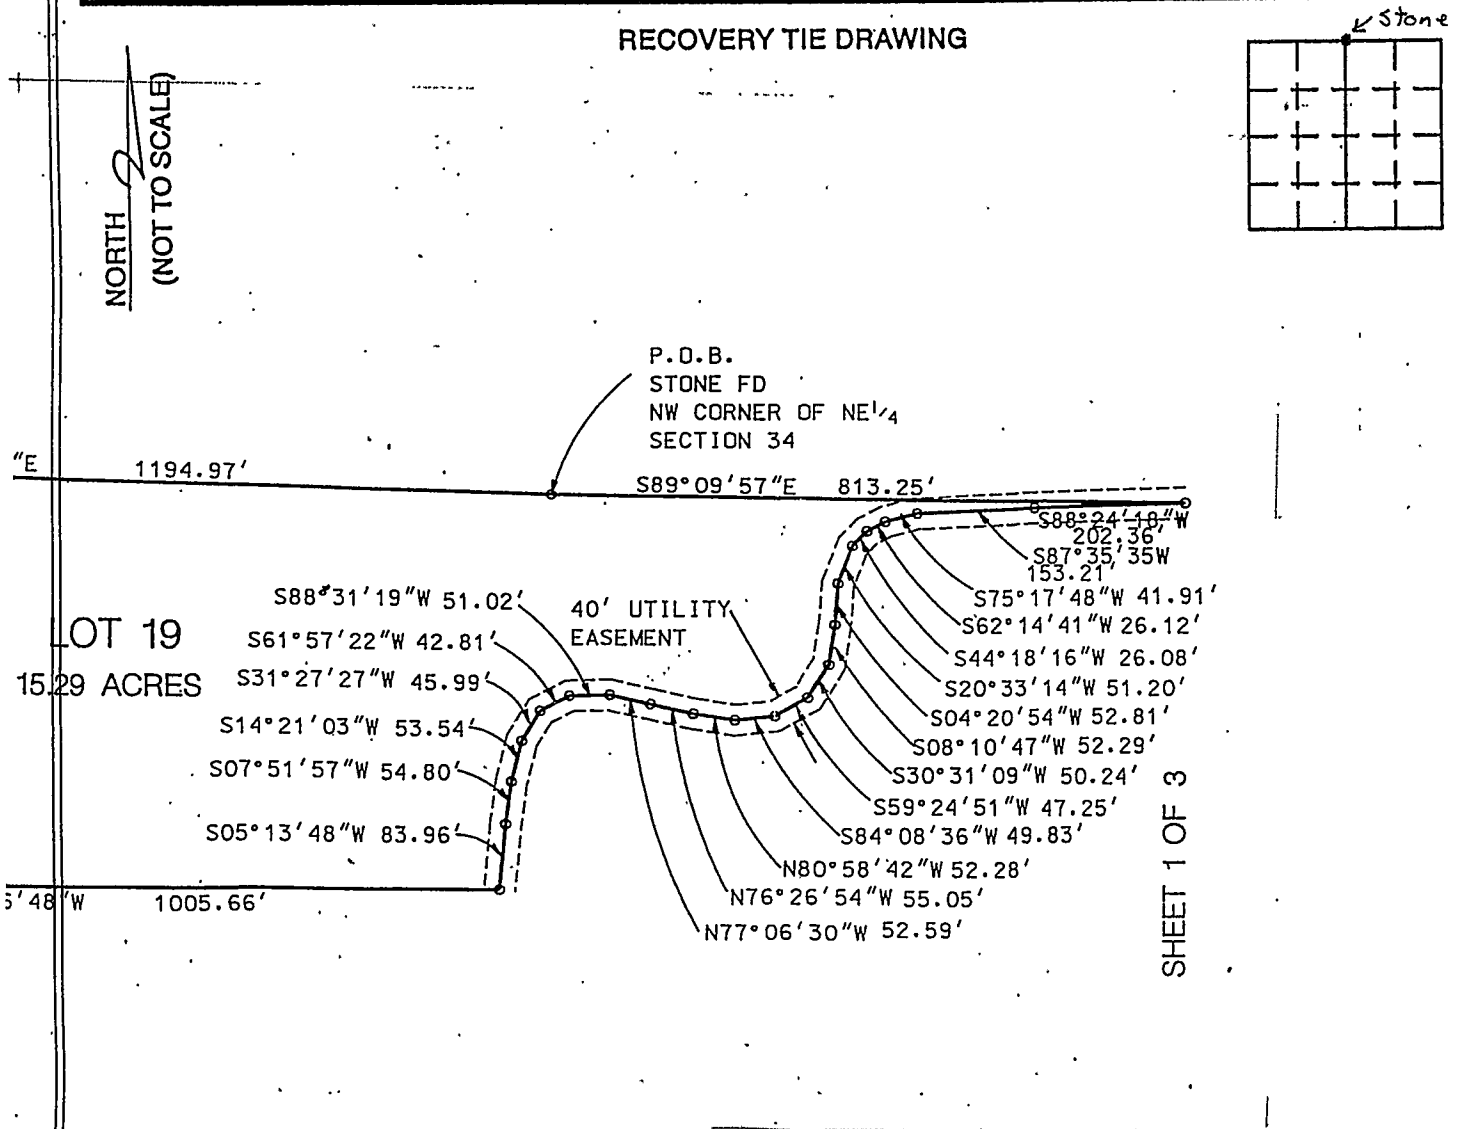 RECOVERY TIE DRAWING
Stone
NORTH
(NOT TO SCALE)
P.O.B.
STONE FD
NW CORNER OF NE1/4
SECTION 34
"E
1194.97'
S89°09'57"E 813.25'
S88°24'18"W
202.36'
S87°35'35W
153.21'
S75°17'48"W 41.91'
S62°14'41"W 26.12'
S44°18'16"W 26.08'
S20°33'14"W 51.20'
S04°20'54"W 52.81'
S08°10'47"W 52.29'
S30°31'09"W 50.24'
S59°24'51"W 47.25'
S84°08'36"W 49.83'
N80°58'42"W 52.28'
N76°26'54"W 55.05'
N77°06'30"W 52.59'
40' UTILITY
EASEMENT
S88°31'19"W 51.02'
S61°57'22"W 42.81'
S31°27'27"W 45.99'
S14°21'03"W 53.54'
S07°51'57"W 54.80'
S05°13'48"W 83.96'
LOT 19
15.29 ACRES
'48"W
1005.66'
SHEET 1 OF 3